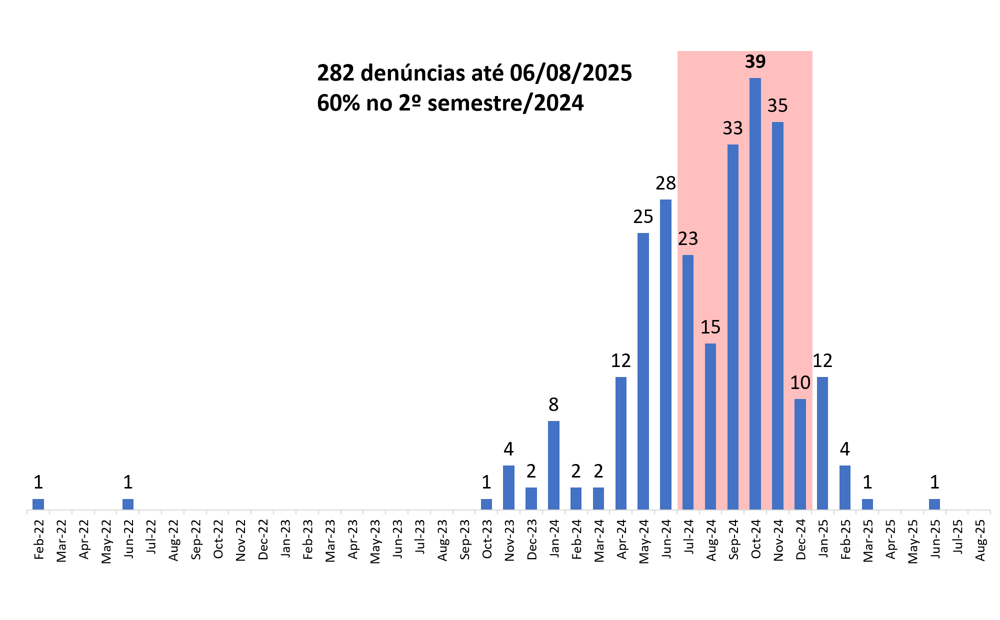 282 denúncias até 06/08/2025
60% no 2º semestre/2024
1
1
1
4
2
8
2
2
12
25
28
23
15
33
39
35
10
12
4
1
1
Feb-22
Mar-22
Apr-22
May-22
Jun-22
Jul-22
Aug-22
Sep-22
Oct-22
Nov-22
Dec-22
Jan-23
Feb-23
Mar-23
Apr-23
May-23
Jun-23
Jul-23
Aug-23
Sep-23
Oct-23
Nov-23
Dec-23
Jan-24
Feb-24
Mar-24
Apr-24
May-24
Jun-24
Jul-24
Aug-24
Sep-24
Oct-24
Nov-24
Dec-24
Jan-25
Feb-25
Mar-25
Apr-25
May-25
Jun-25
Jul-25
Aug-25